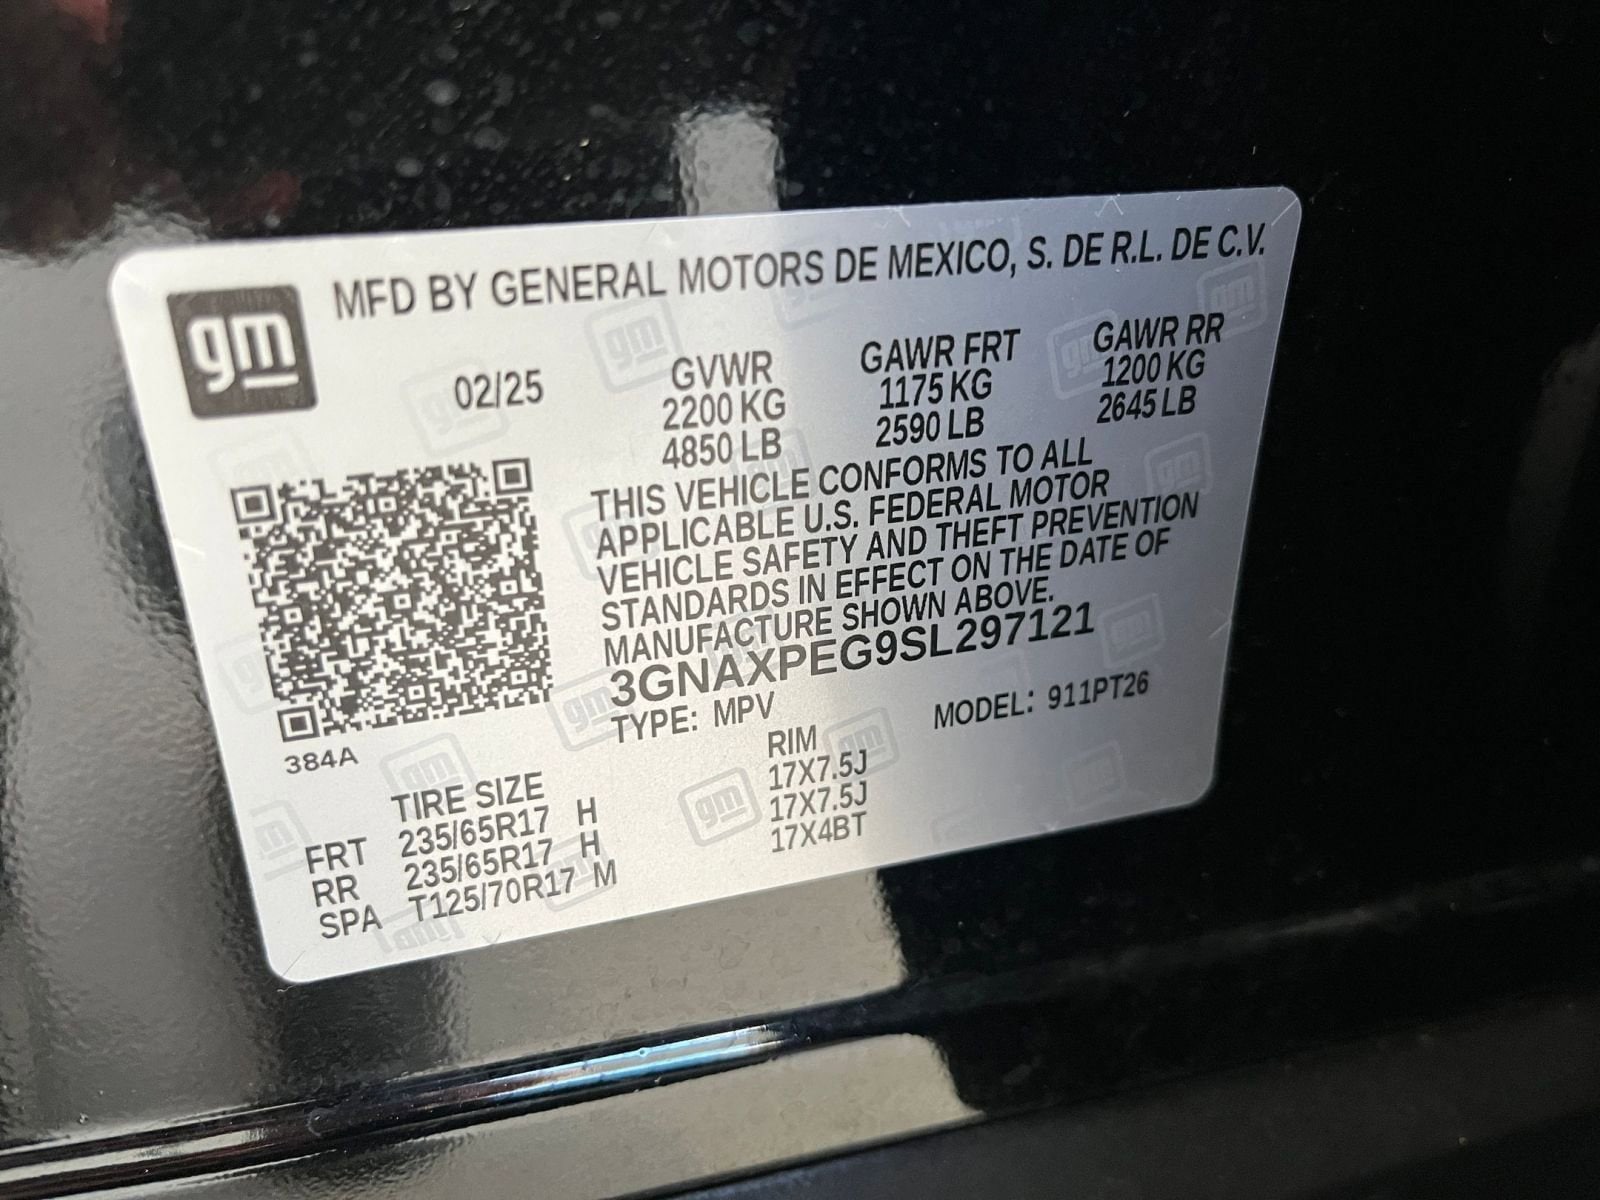 gm
MFD BY GENERAL MOTORS DE MEXICO, S. DE R.L. DE C.V.
02/25
GVWR
2200 KG
4850 LB
GAWR FRT
1175 KG
2590 LB
GAWR RR
1200 KG
2645 LB
THIS VEHICLE CONFORMS TO ALL
APPLICABLE U.S. FEDERAL MOTOR
VEHICLE SAFETY AND THEFT PREVENTION
STANDARDS IN EFFECT ON THE DATE OF
MANUFACTURE SHOWN ABOVE.
3GNAXPEG9SL297121
TYPE: MPV MODEL: 911PT26
384A
TIRE SIZE RIM
FRT 235/65R17 H 17X7.5J
RR 235/65R17 H 17X7.5J
SPA T125/70R17 M 17X4BT